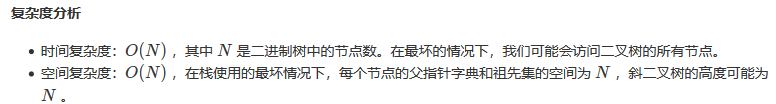 复杂度分析
• 时间复杂度：O(N)，其中 N 是二进制树中的节点数。在最坏的情况下，我们可能会访问二叉树的所有节点。
• 空间复杂度：O(N)，在栈使用的最坏情况下，每个节点的父指针字典和祖先集的空间为 N，斜二叉树的高度可能为
N。